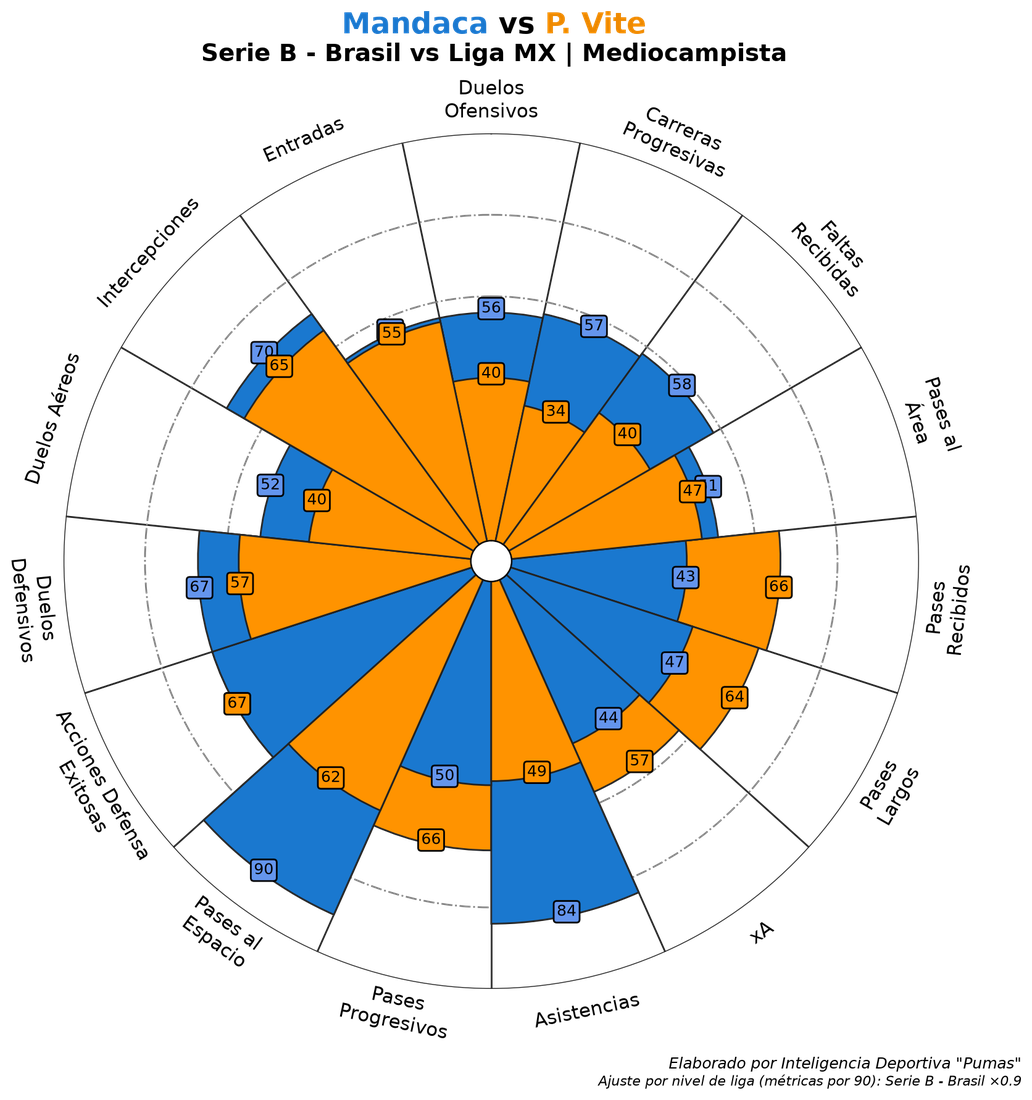 Mandaca vs P. Vite
Serie B - Brasil vs Liga MX | Mediocampista
Duelos
Ofensivos
56
40
Carreras
Progresivas
57
34
Faltas
Recibidas
58
40
Pases al
Área
47
Pases
Recibidos
43
66
Pases
Largos
47
64
xA
44
57
Asistencias
49
84
Pases
Progresivos
50
66
Pases al
Espacio
62
90
Acciones Defensa
Exitosas
67
Duelos
Defensivos
67
57
Duelos Aéreos
52
40
Intercepciones
70
65
Entradas
55
Elaborado por Inteligencia Deportiva "Pumas"
Ajuste por nivel de liga (métricas por 90): Serie B - Brasil ×0.9